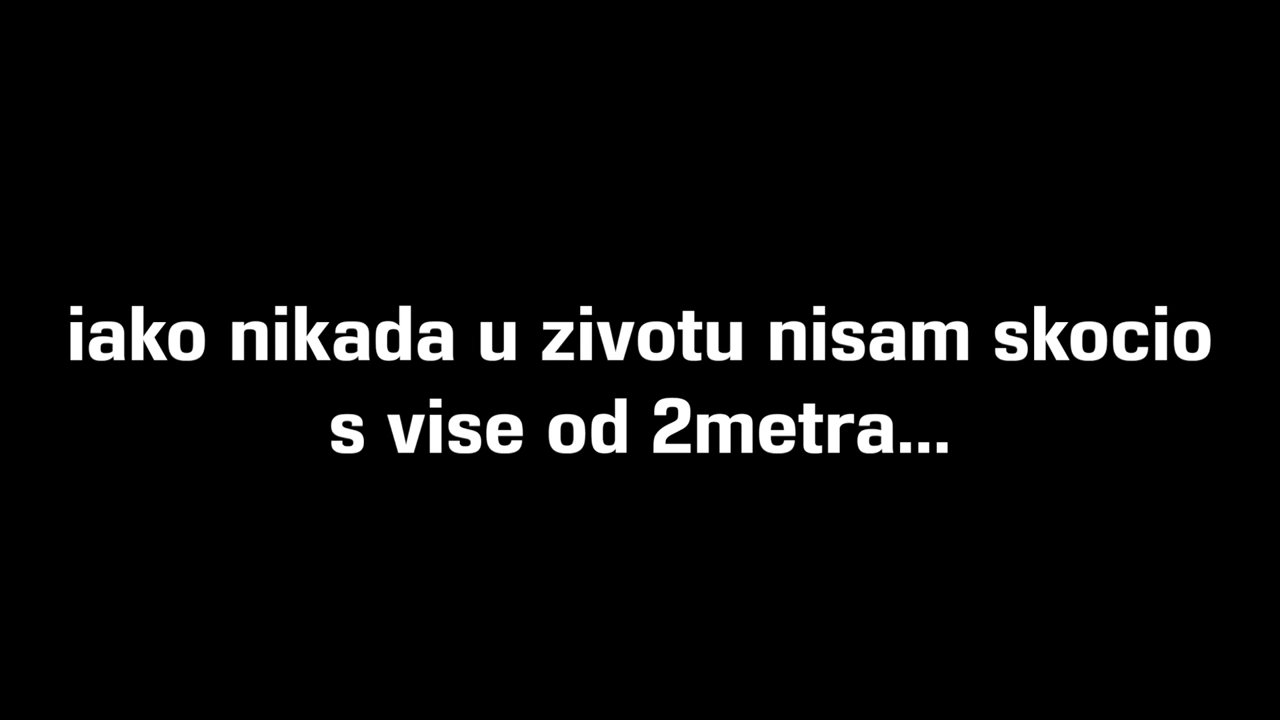 iako nikada u zivotu nisam skocio
s vise od 2metra...